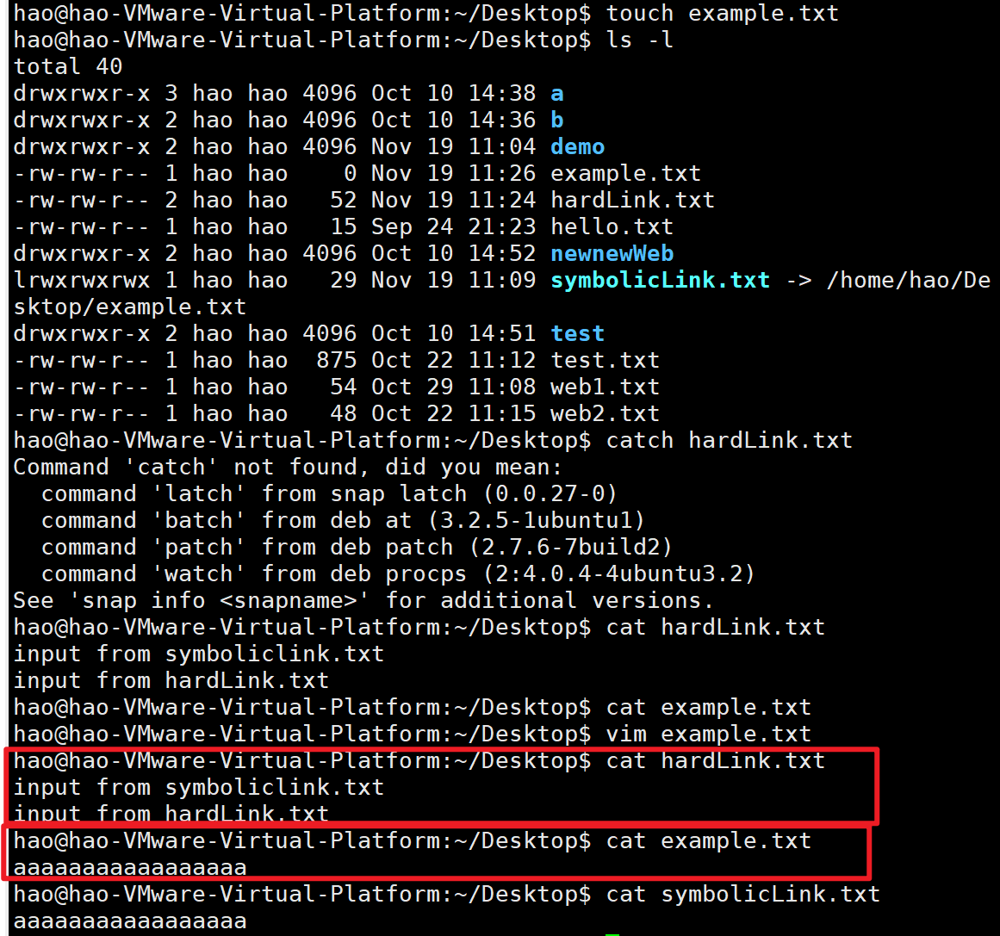 hao@hao-VMware-Virtual-Platform:~/Desktop$ touch example.txt
hao@hao-VMware-Virtual-Platform:~/Desktop$ ls -l
total 40
drwxrwxr-x 3 hao hao 4096 Oct 10 14:38 a
drwxrwxr-x 2 hao hao 4096 Oct 10 14:36 b
drwxrwxr-x 2 hao hao 4096 Nov 19 11:04 demo
-rw-rw-r-- 1 hao hao    0 Nov 19 11:26 example.txt
-rw-rw-r-- 2 hao hao   52 Nov 19 11:24 hardLink.txt
-rw-rw-r-- 1 hao hao   15 Sep 24 21:23 hello.txt
drwxrwxr-x 2 hao hao 4096 Oct 10 14:52 newnewWeb
lrwxrwxrwx 1 hao hao   29 Nov 19 11:09 symbolicLink.txt -> /home/hao/De
sktop/example.txt
drwxrwxr-x 2 hao hao 4096 Oct 10 14:51 test
-rw-rw-r-- 1 hao hao  875 Oct 22 11:12 test.txt
-rw-rw-r-- 1 hao hao   54 Oct 29 11:08 web1.txt
-rw-rw-r-- 1 hao hao   48 Oct 22 11:15 web2.txt
hao@hao-VMware-Virtual-Platform:~/Desktop$ catch hardLink.txt
Command 'catch' not found, did you mean:
  command 'latch' from snap latch (0.0.27-0)
  command 'batch' from deb at (3.2.5-1ubuntu1)
  command 'patch' from deb patch (2.7.6-7build2)
  command 'watch' from deb procps (2:4.0.4-4ubuntu3.2)
See 'snap info <snapname>' for additional versions.
hao@hao-VMware-Virtual-Platform:~/Desktop$ cat hardLink.txt
input from symboliclink.txt
input from hardLink.txt
hao@hao-VMware-Virtual-Platform:~/Desktop$ cat example.txt
hao@hao-VMware-Virtual-Platform:~/Desktop$ vim example.txt
hao@hao-VMware-Virtual-Platform:~/Desktop$ cat hardLink.txt
input from symboliclink.txt
input from hardLink.txt
hao@hao-VMware-Virtual-Platform:~/Desktop$ cat example.txt
aaaaaaaaaaaaaaaaa
hao@hao-VMware-Virtual-Platform:~/Desktop$ cat symbolicLink.txt
aaaaaaaaaaaaaaaaa